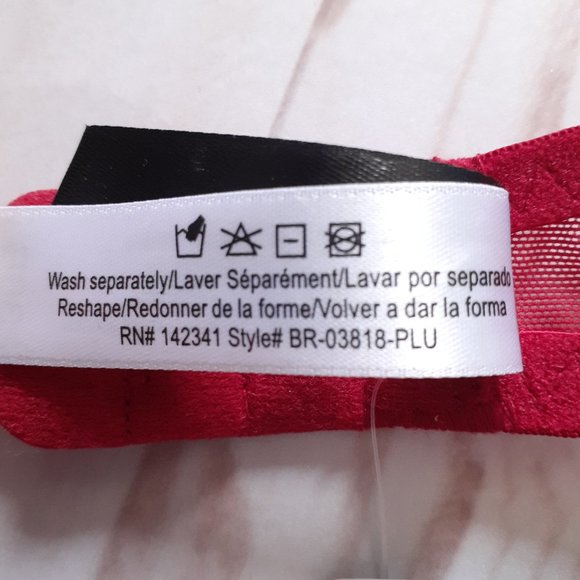 Wash separately/Laver Séparément/Lavar por separado
Reshape/Redonner de la forme/Volver a dar la forma
RN# 142341 Style# BR-03818-PLU